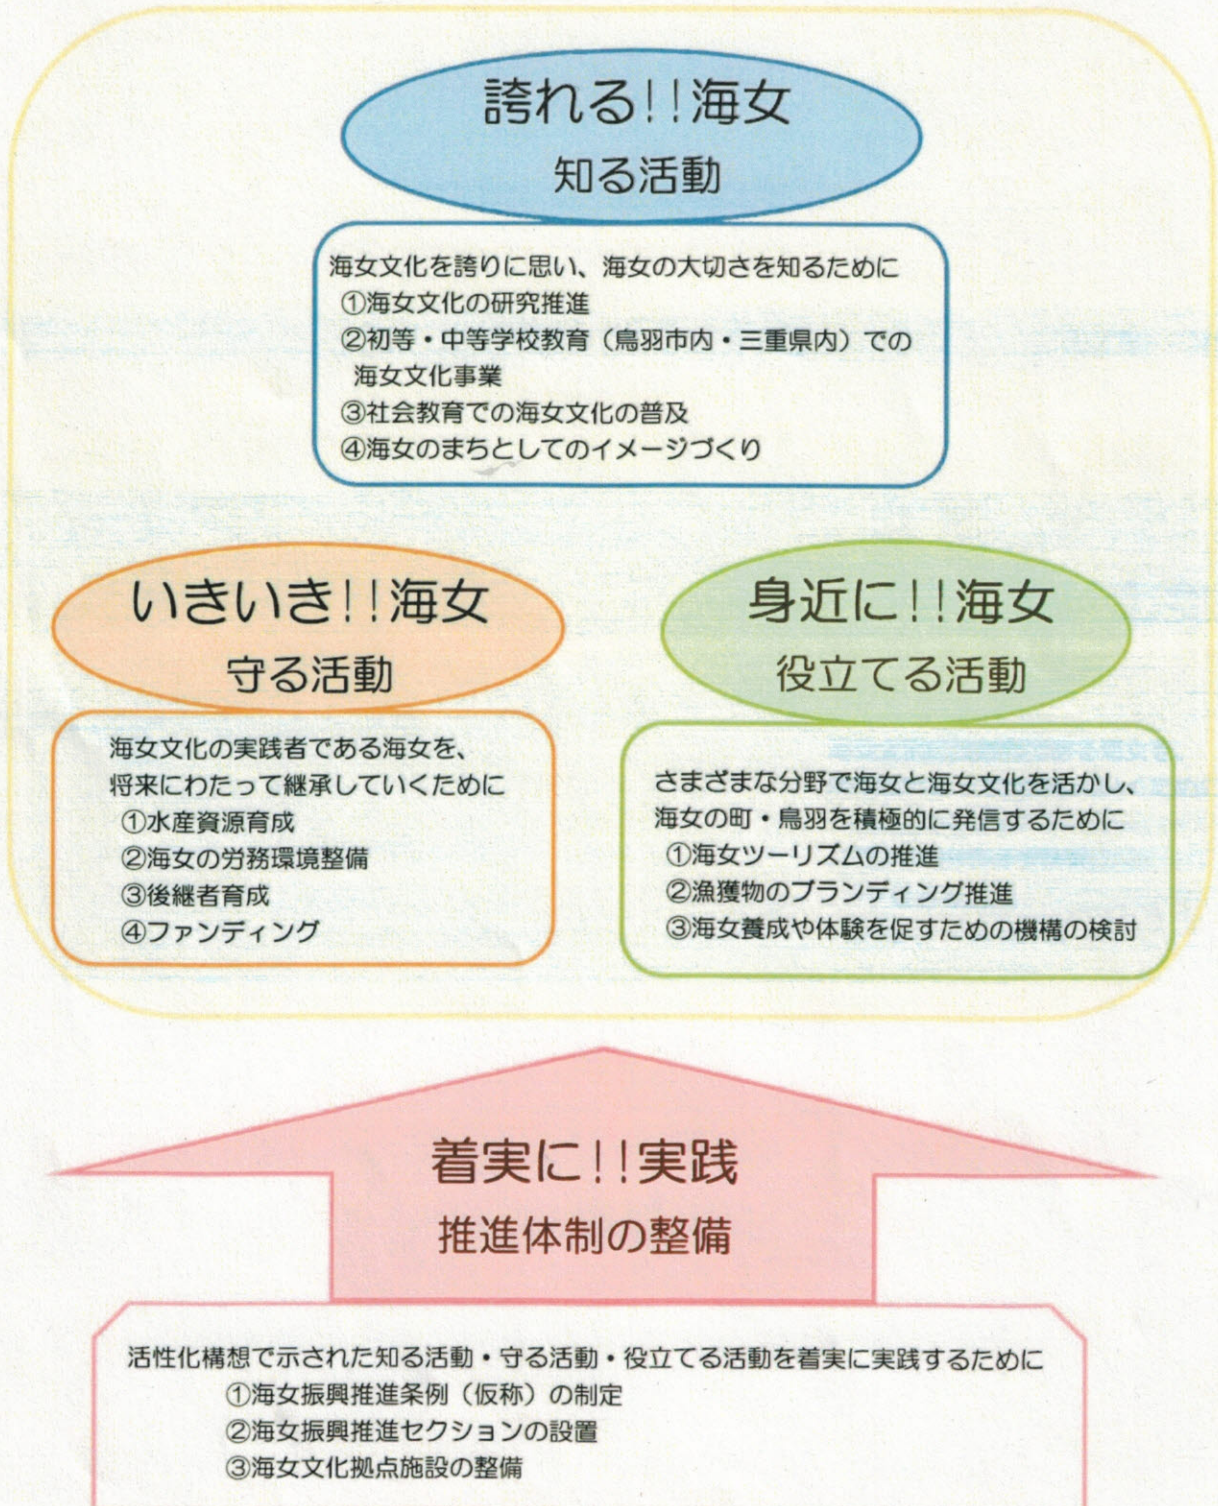 誇れる!!海女
知る活動
海女文化を誇りに思い、海女の大切さを知るために
①海女文化の研究推進
②初等・中等学校教育（鳥羽市内・三重県内）での
海女文化事業
③社会教育での海女文化の普及
④海女のまちとしてのイメージづくり
いきいき!!海女
守る活動
海女文化の実践者である海女を、
将来にわたって継承していくために
①水産資源育成
②海女の労務環境整備
③後継者育成
④ファンディング
身近に!!海女
役立てる活動
さまざまな分野で海女と海女文化を活かし、
海女の町・鳥羽を積極的に発信するために
①海女ツーリズムの推進
②漁獲物のブランディング推進
③海女養成や体験を促すための機構の検討
着実に!!実践
推進体制の整備
活性化構想で示された知る活動・守る活動・役立てる活動を着実に実践するために
①海女振興推進条例（仮称）の制定
②海女振興推進セクションの設置
③海女文化拠点施設の整備